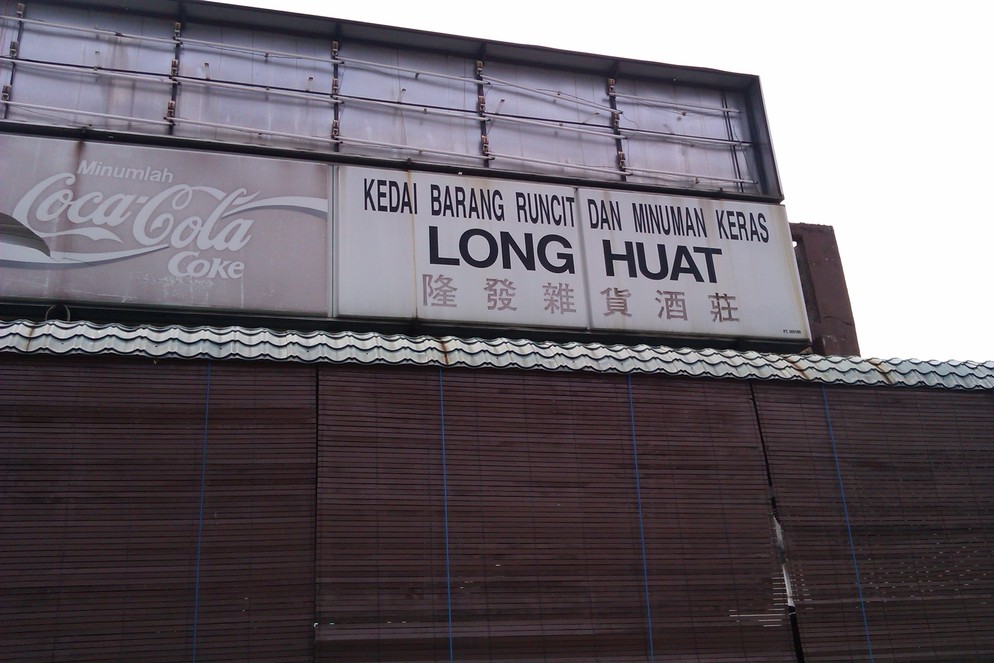 Minumlah
Coca-Cola
Coke
KEDAI BARANG RUNCIT DAN MINUMAN KERAS
LONG HUAT
隆發雜貨酒莊